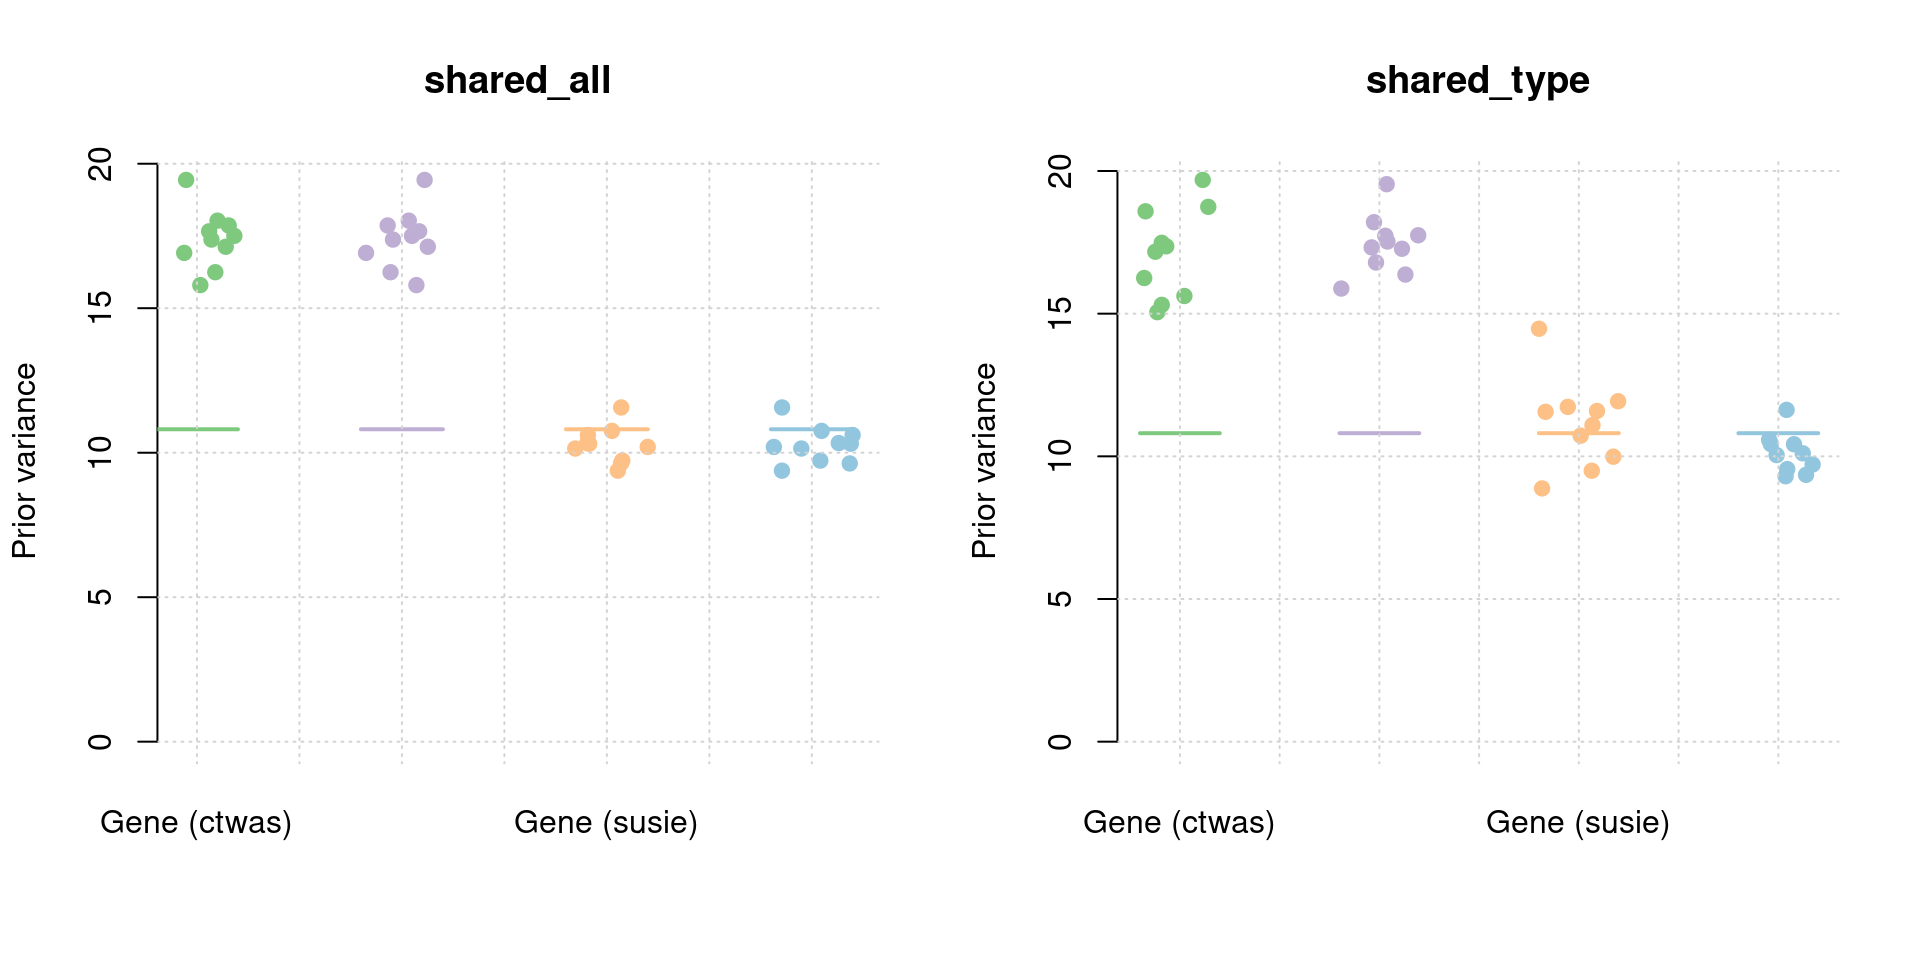 shared_all
Prior variance
20
15
10
5
0
Gene (ctwas)
Gene (susie)
shared_type
Prior variance
20
15
10
5
0
Gene (ctwas)
Gene (susie)